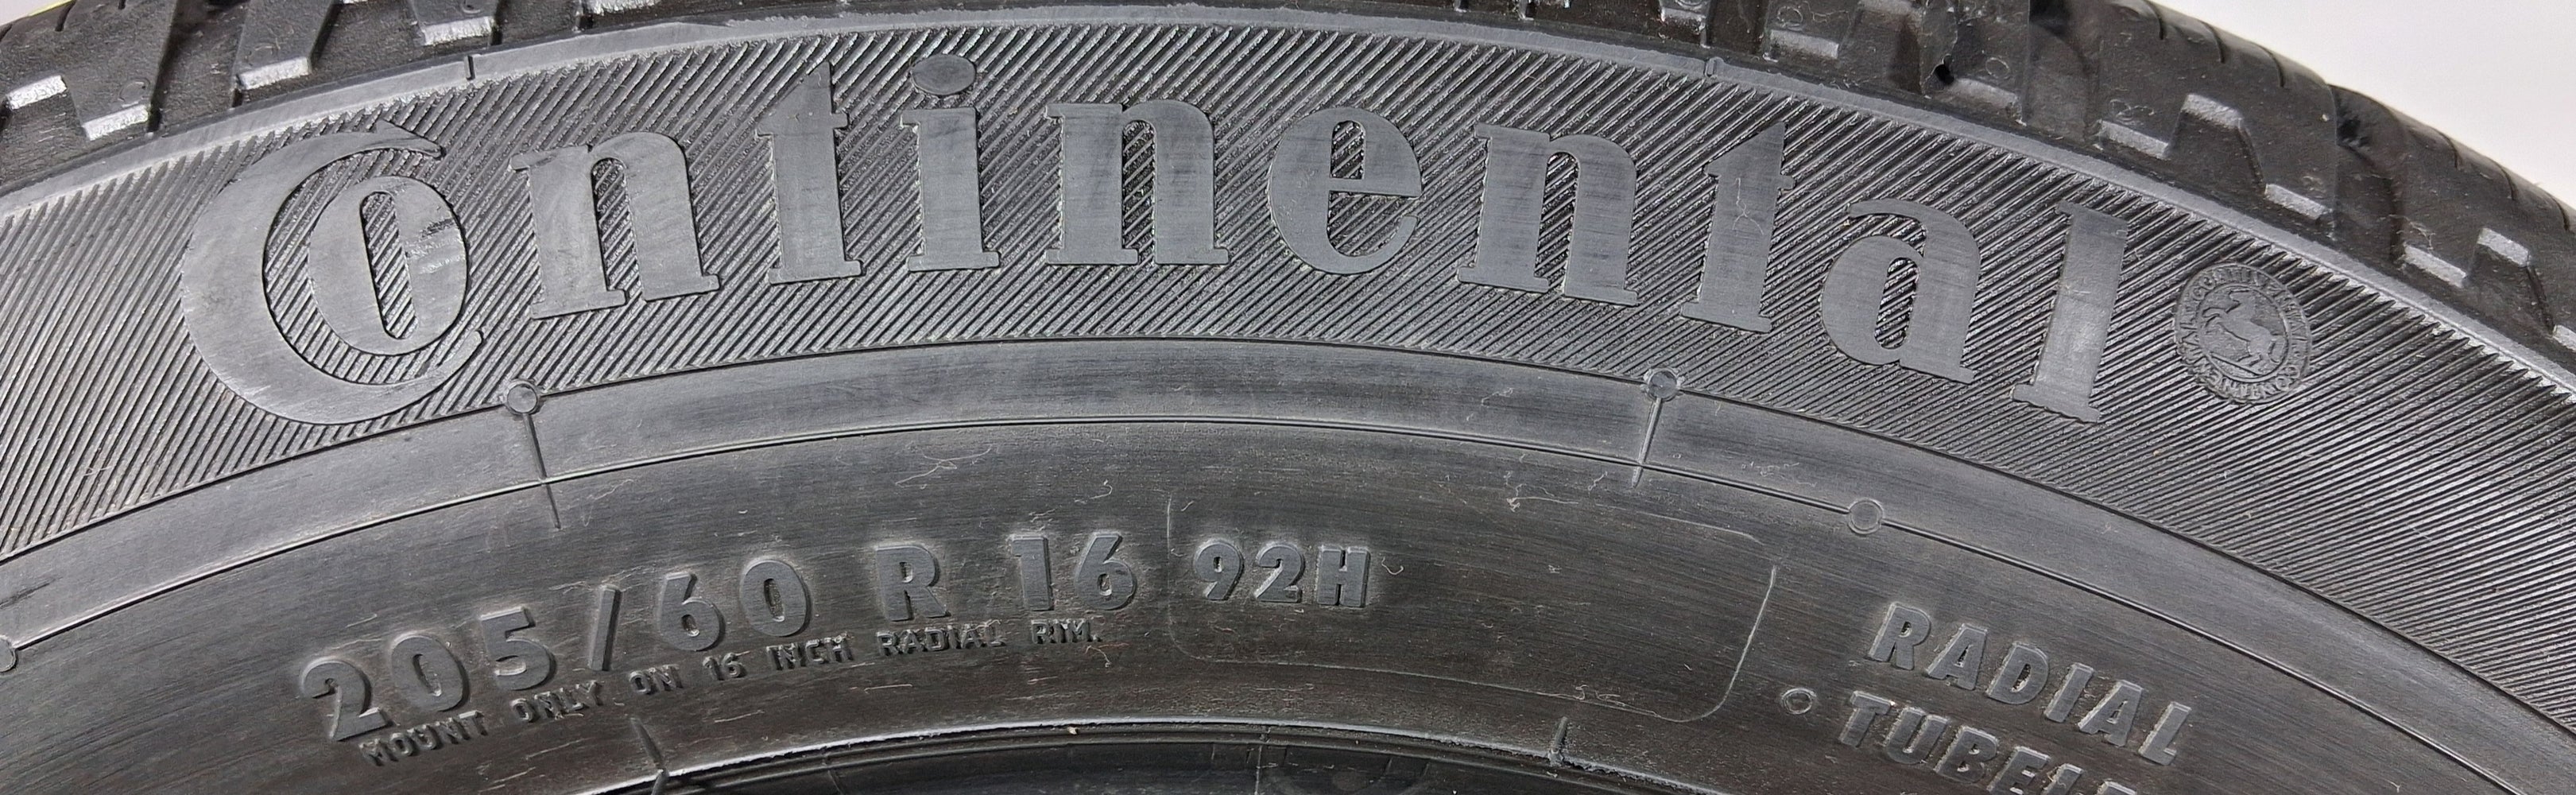 Continental
205/60 R 16 92H
MOUNT ONLY ON 16 INCH RADIAL RIM.
RADIAL